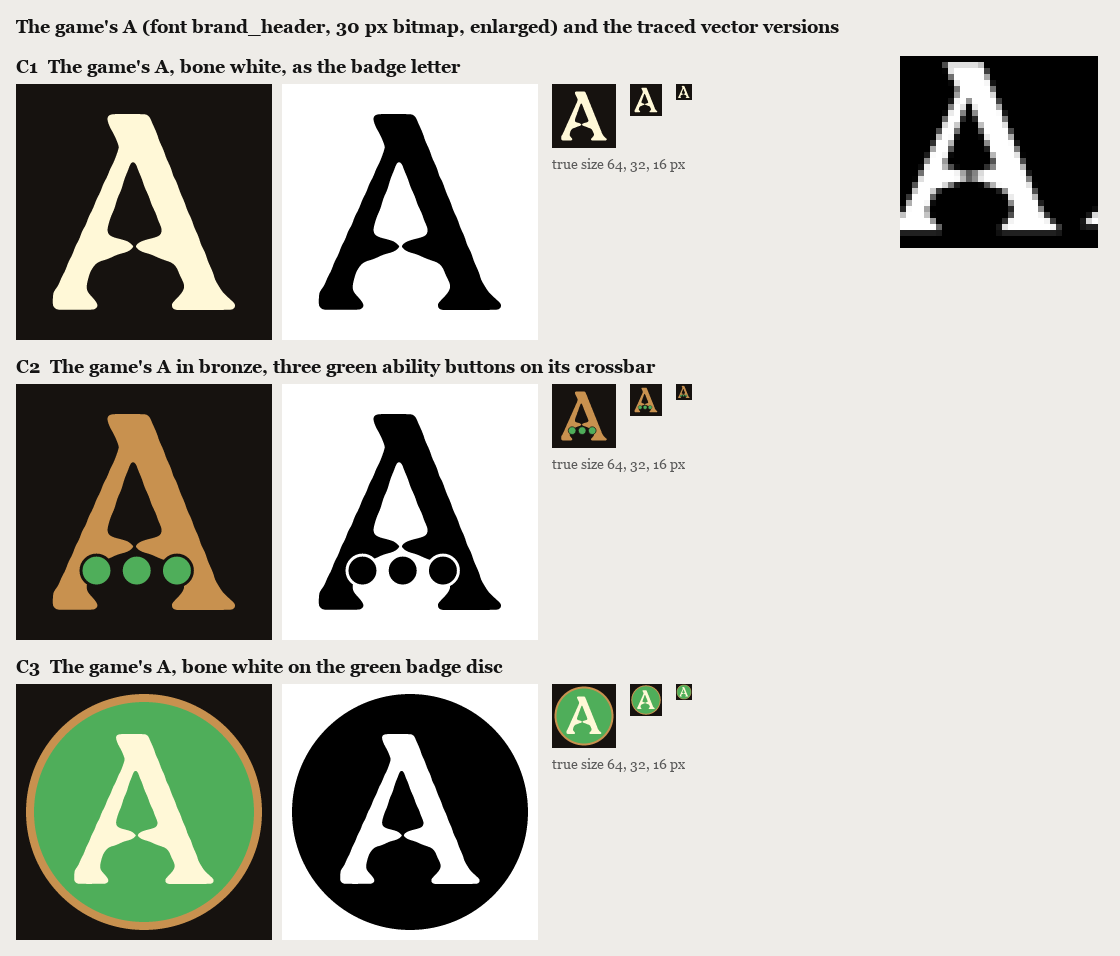 The game's A (font brand_header, 30 px bitmap, enlarged) and the traced vector versions
C1 The game's A, bone white, as the badge letter
A
A
A
A
A
A
true size 64, 32, 16 px
C2 The game's A in bronze, three green ability buttons on its crossbar
A
A
A
A
A
true size 64, 32, 16 px
C3 The game's A, bone white on the green badge disc
A
A
A
A
A
true size 64, 32, 16 px